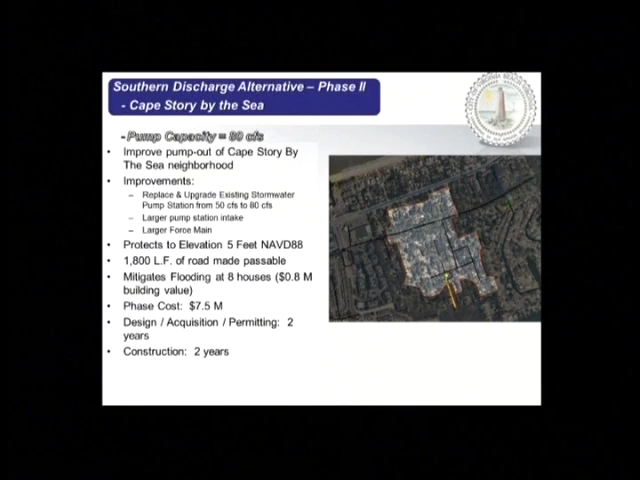 Southern Discharge Alternative – Phase II
- Cape Story by the Sea
- Pump Capacity = 80 cfs
• Improve pump-out of Cape Story By
The Sea neighborhood
• Improvements:
– Replace & Upgrade Existing Stormwater
Pump Station from 50 cfs to 80 cfs
– Larger pump station intake
– Larger Force Main
• Protects to Elevation 5 Feet NAVD88
• 1,800 L.F. of road made passable
• Mitigates Flooding at 8 houses ($0.8 M
building value)
• Phase Cost: $7.5 M
• Design / Acquisition / Permitting: 2
years
• Construction: 2 years